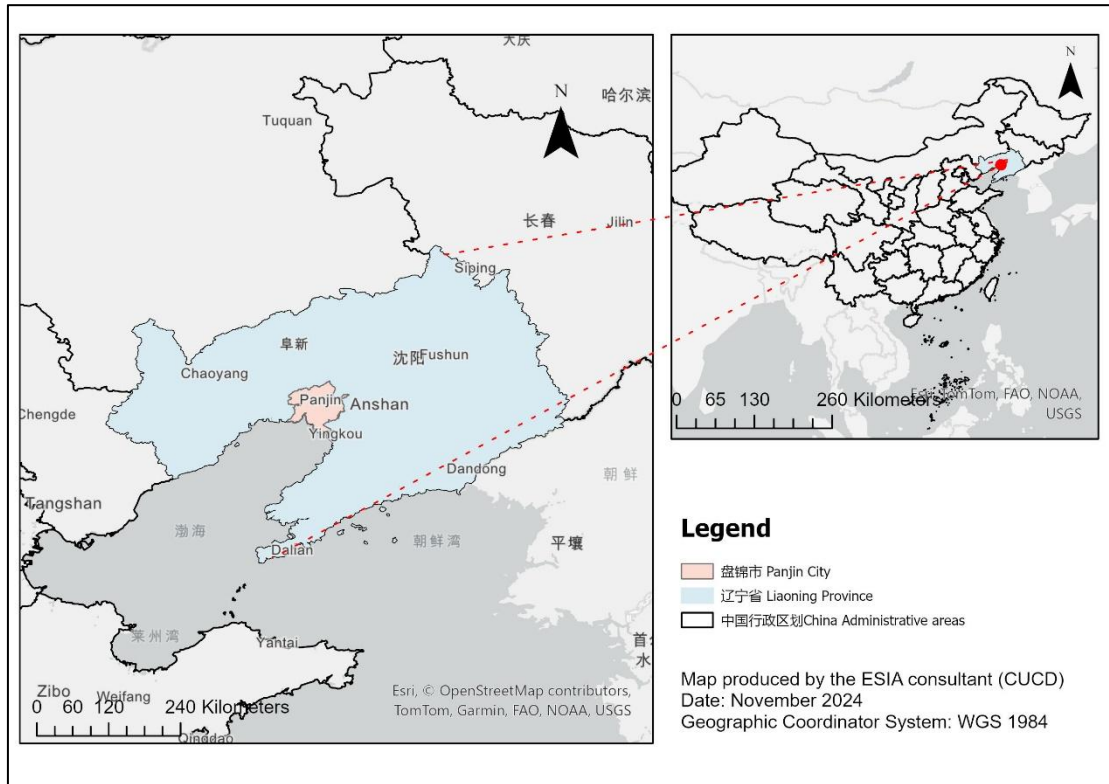 大庆
哈尔滨
N
Tuquan
长春
Jilin
Siping
阜新
沈阳
Fushun
Chaoyang
Panjin
Anshan
Chengde
Yingkou
Dandong
朝鲜
Tangshan
渤海
朝鲜湾
平壤
Dalian
莱州湾
Yantai
水
Zibo
Weifang
Esri, © OpenStreetMap contributors,
TomTom, Garmin, FAO, NOAA, USGS
0 60 120 240 Kilometers
Qingdao
N
Esri, TomTom, FAO, NOAA,
USGS
0 65 130 260 Kilometers
Legend
盘锦市 Panjin City
辽宁省 Liaoning Province
中国行政区划China Administrative areas
Map produced by the ESIA consultant (CUCD)
Date: November 2024
Geographic Coordinator System: WGS 1984